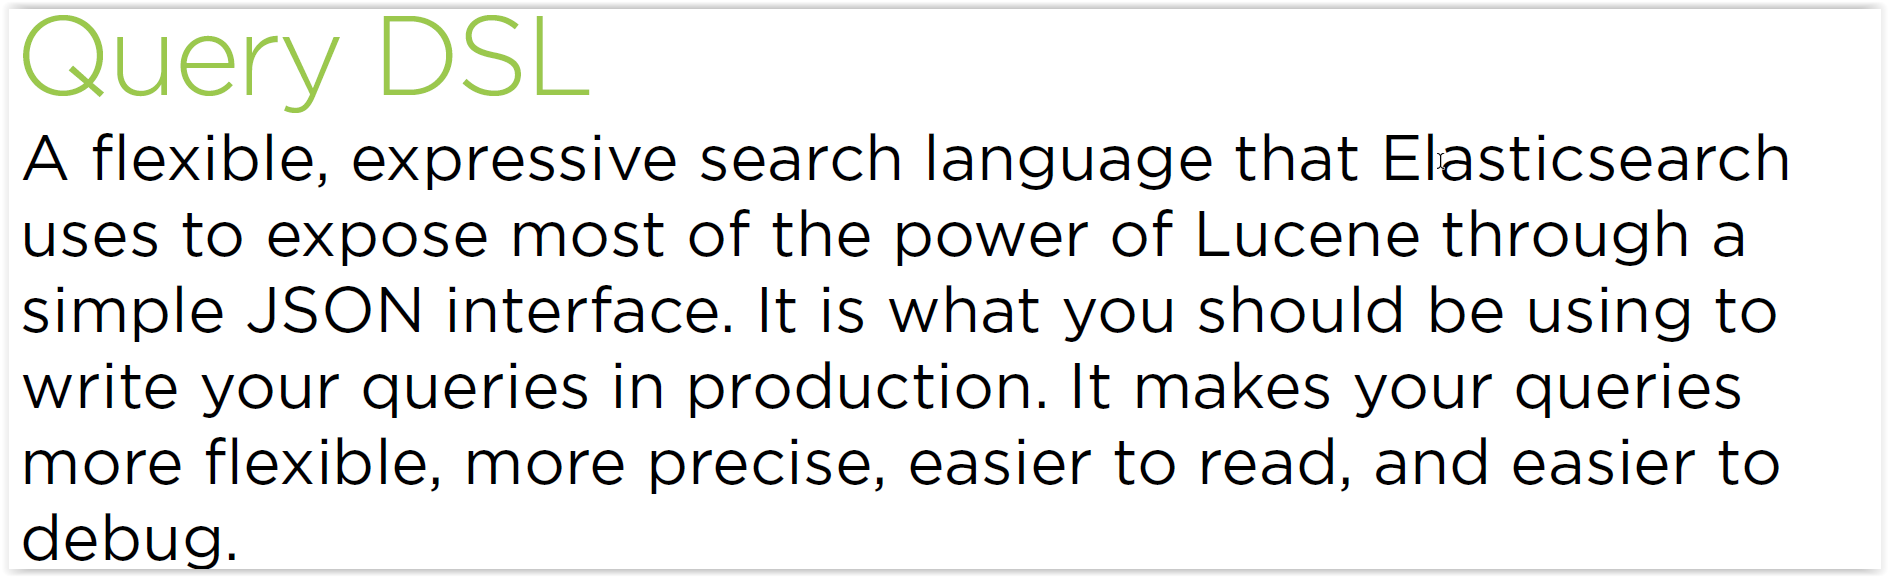 Query DSL
A flexible, expressive search language that Elasticsearch
uses to expose most of the power of Lucene through a
simple JSON interface. It is what you should be using to
write your queries in production. It makes your queries
more flexible, more precise, easier to read, and easier to
debug.